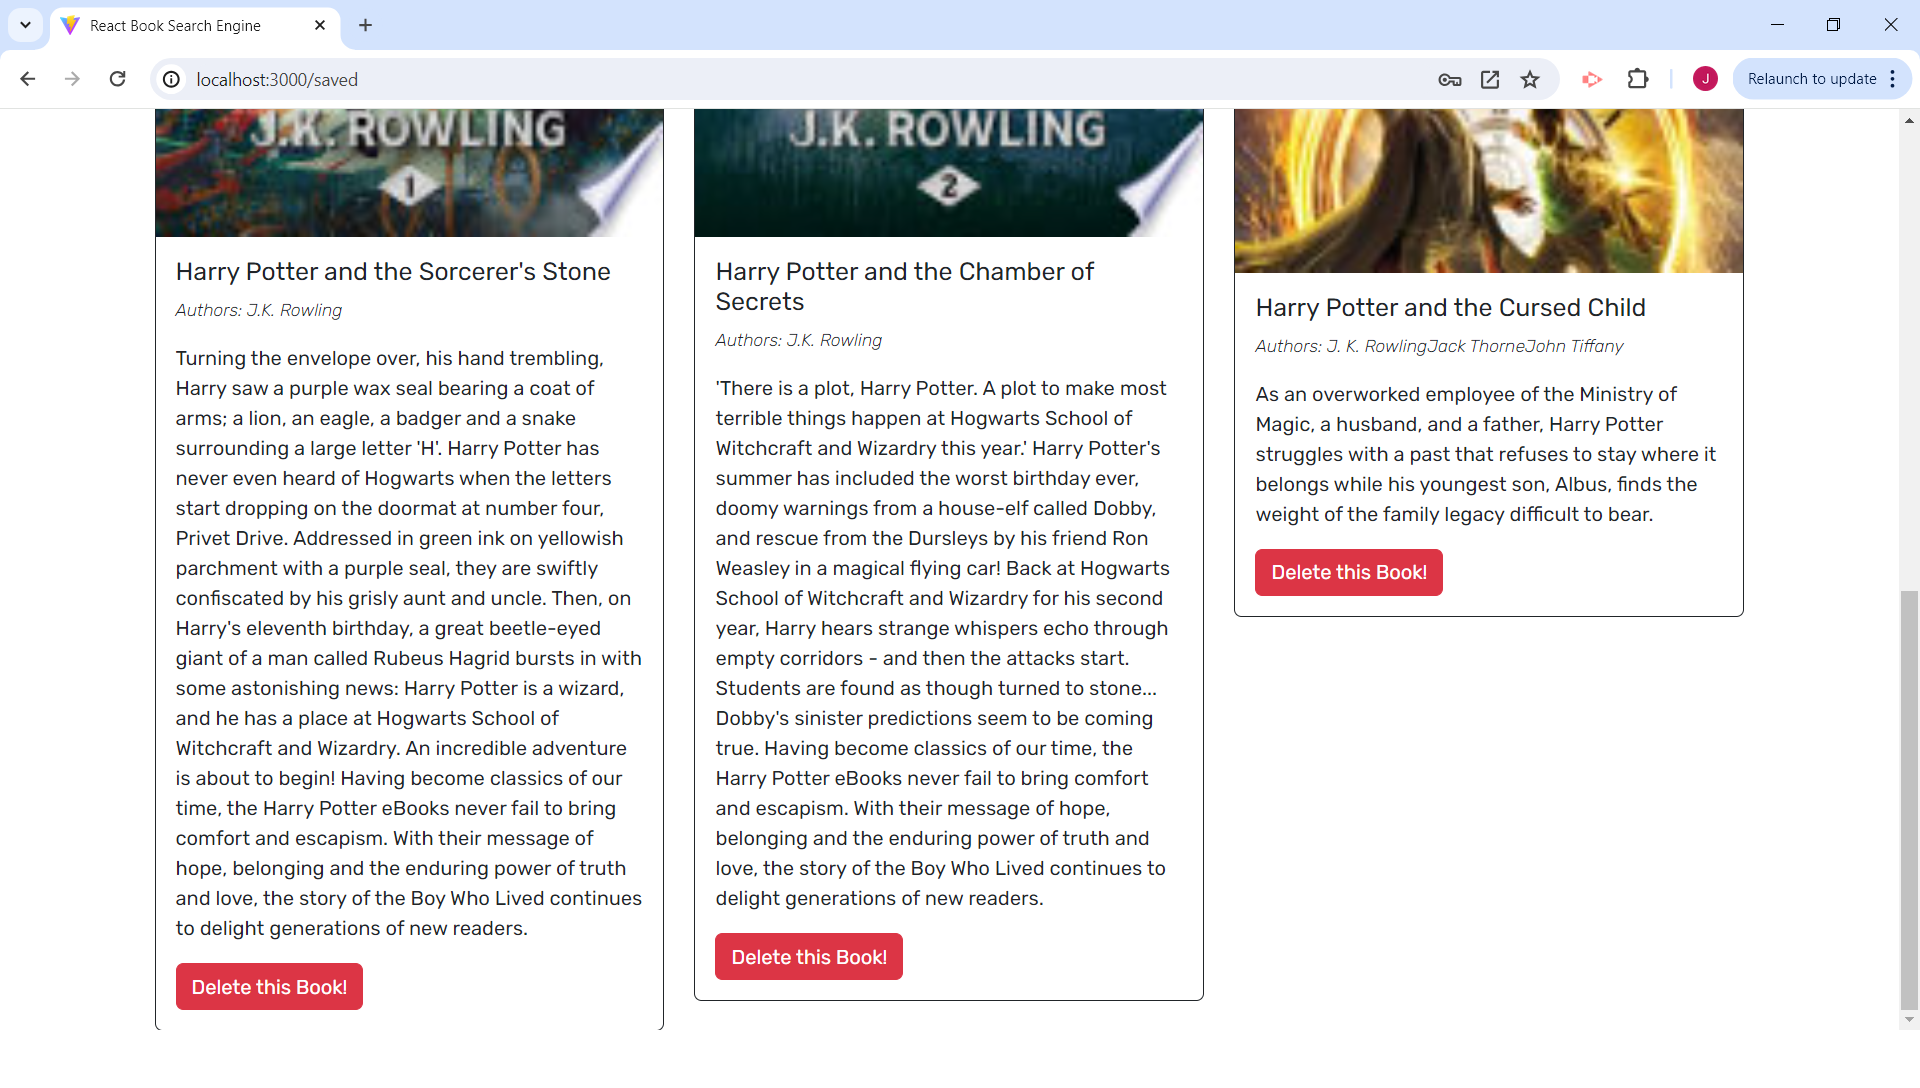 React Book Search Engine
localhost:3000/saved
J
Relaunch to update
J.K. ROWLING
1
Harry Potter and the Sorcerer's Stone
Authors: J.K. Rowling
Turning the envelope over, his hand trembling,
Harry saw a purple wax seal bearing a coat of
arms; a lion, an eagle, a badger and a snake
surrounding a large letter 'H'. Harry Potter has
never even heard of Hogwarts when the letters
start dropping on the doormat at number four,
Privet Drive. Addressed in green ink on yellowish
parchment with a purple seal, they are swiftly
confiscated by his grisly aunt and uncle. Then, on
Harry's eleventh birthday, a great beetle-eyed
giant of a man called Rubeus Hagrid bursts in with
some astonishing news: Harry Potter is a wizard,
and he has a place at Hogwarts School of
Witchcraft and Wizardry. An incredible adventure
is about to begin! Having become classics of our
time, the Harry Potter eBooks never fail to bring
comfort and escapism. With their message of
hope, belonging and the enduring power of truth
and love, the story of the Boy Who Lived continues
to delight generations of new readers.
Delete this Book!
J.K. ROWLING
2
Harry Potter and the Chamber of
Secrets
Authors: J.K. Rowling
'There is a plot, Harry Potter. A plot to make most
terrible things happen at Hogwarts School of
Witchcraft and Wizardry this year.' Harry Potter's
summer has included the worst birthday ever,
doomy warnings from a house-elf called Dobby,
and rescue from the Dursleys by his friend Ron
Weasley in a magical flying car! Back at Hogwarts
School of Witchcraft and Wizardry for his second
year, Harry hears strange whispers echo through
empty corridors - and then the attacks start.
Students are found as though turned to stone...
Dobby's sinister predictions seem to be coming
true. Having become classics of our time, the
Harry Potter eBooks never fail to bring comfort
and escapism. With their message of hope,
belonging and the enduring power of truth and
love, the story of the Boy Who Lived continues to
delight generations of new readers.
Delete this Book!
Harry Potter and the Cursed Child
Authors: J. K. RowlingJack ThorneJohn Tiffany
As an overworked employee of the Ministry of
Magic, a husband, and a father, Harry Potter
struggles with a past that refuses to stay where it
belongs while his youngest son, Albus, finds the
weight of the family legacy difficult to bear.
Delete this Book!